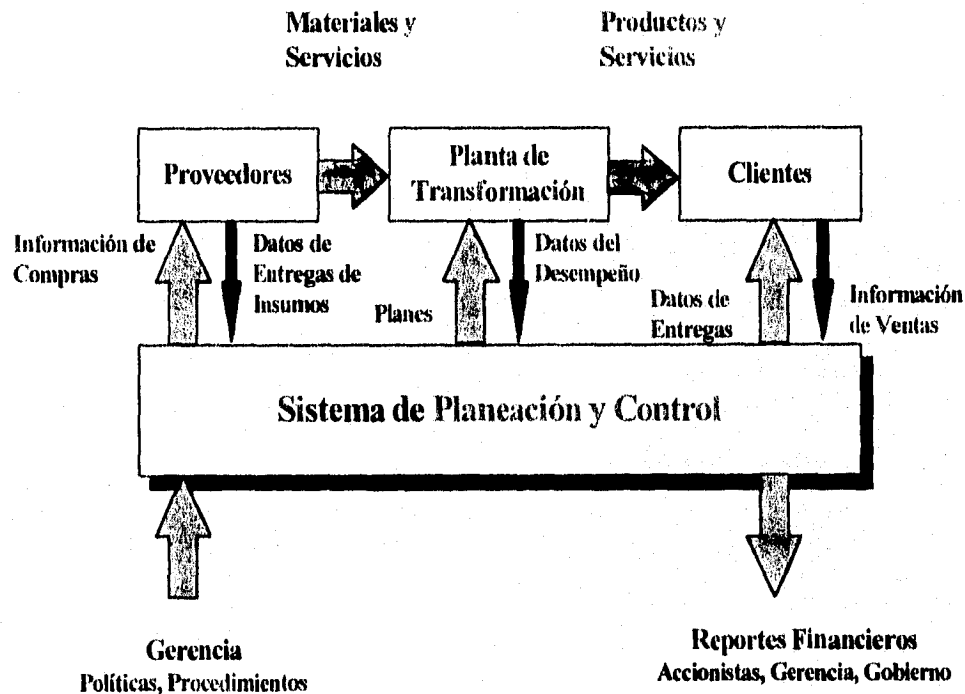 Materiales y
Servicios
Productos y
Servicios
Proveedores
Planta de
Transformación
Clientes
Información de
Compras
Datos de
Entregas de
Insumos
Planes
Datos del
Desempeño
Datos de
Entregas
Información
de Ventas
Sistema de Planeación y Control
Gerencia
Políticas, Procedimientos
Reportes Financieros
Accionistas, Gerencia, Gobierno